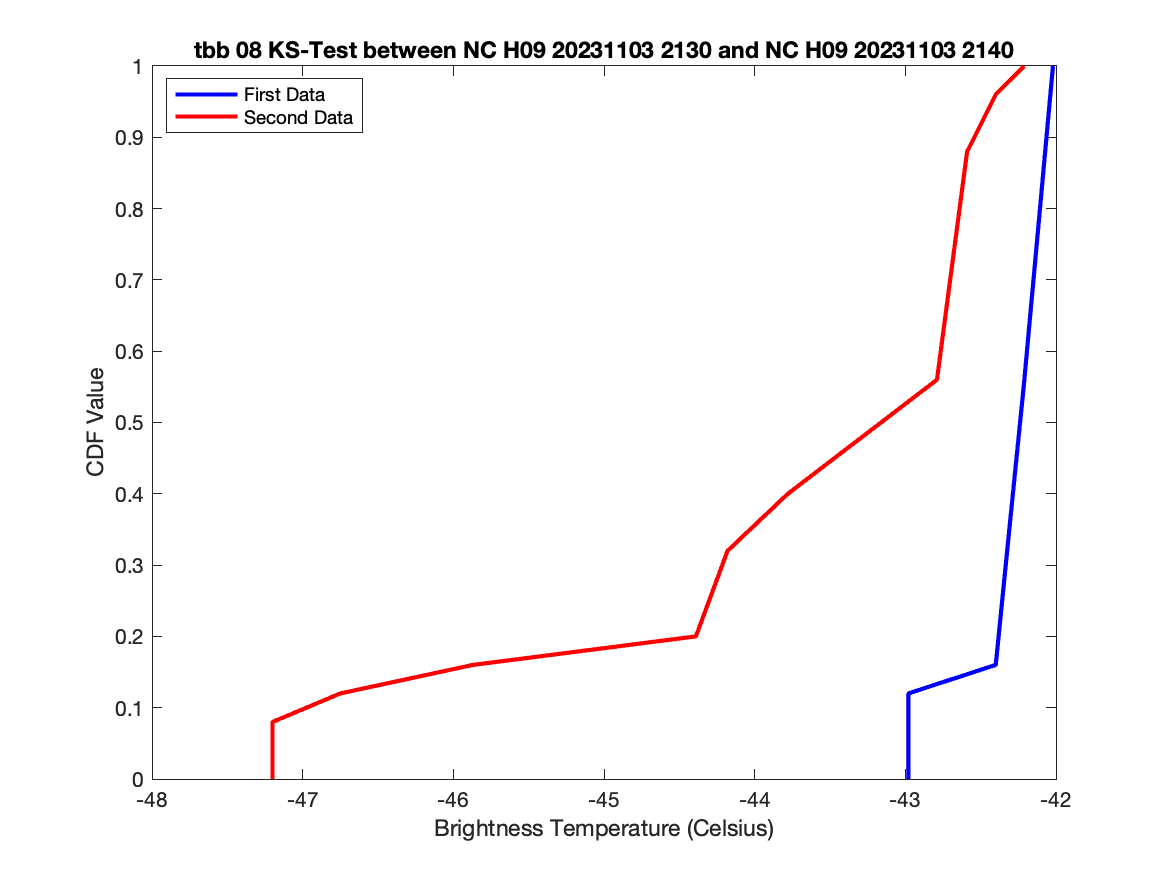 tbb 08 KS-Test between NC H09 20231103 2130 and NC H09 20231103 2140
First Data
Second Data
1
0.9
0.8
0.7
0.6
0.5
0.4
0.3
0.2
0.1
0
CDF Value
-48 -47 -46 -45 -44 -43 -42
Brightness Temperature (Celsius)